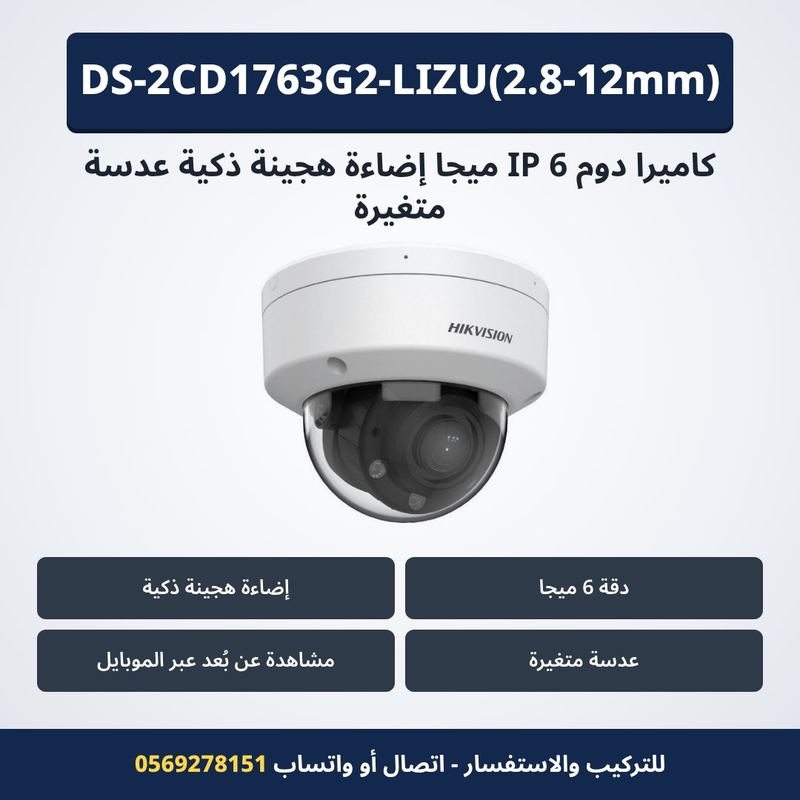 DS-2CD1763G2-LIZU(2.8-12mm)
كاميرا دوم IP 6 ميجا إضاءة هجينة ذكية عدسة
متغيرة
HIKVISION
دقة 6 ميجا
إضاءة هجينة ذكية
عدسة متغيرة
مشاهدة عن بُعد عبر الموبايل
للتركيب والاستفسار - اتصال أو واتساب 0569278151